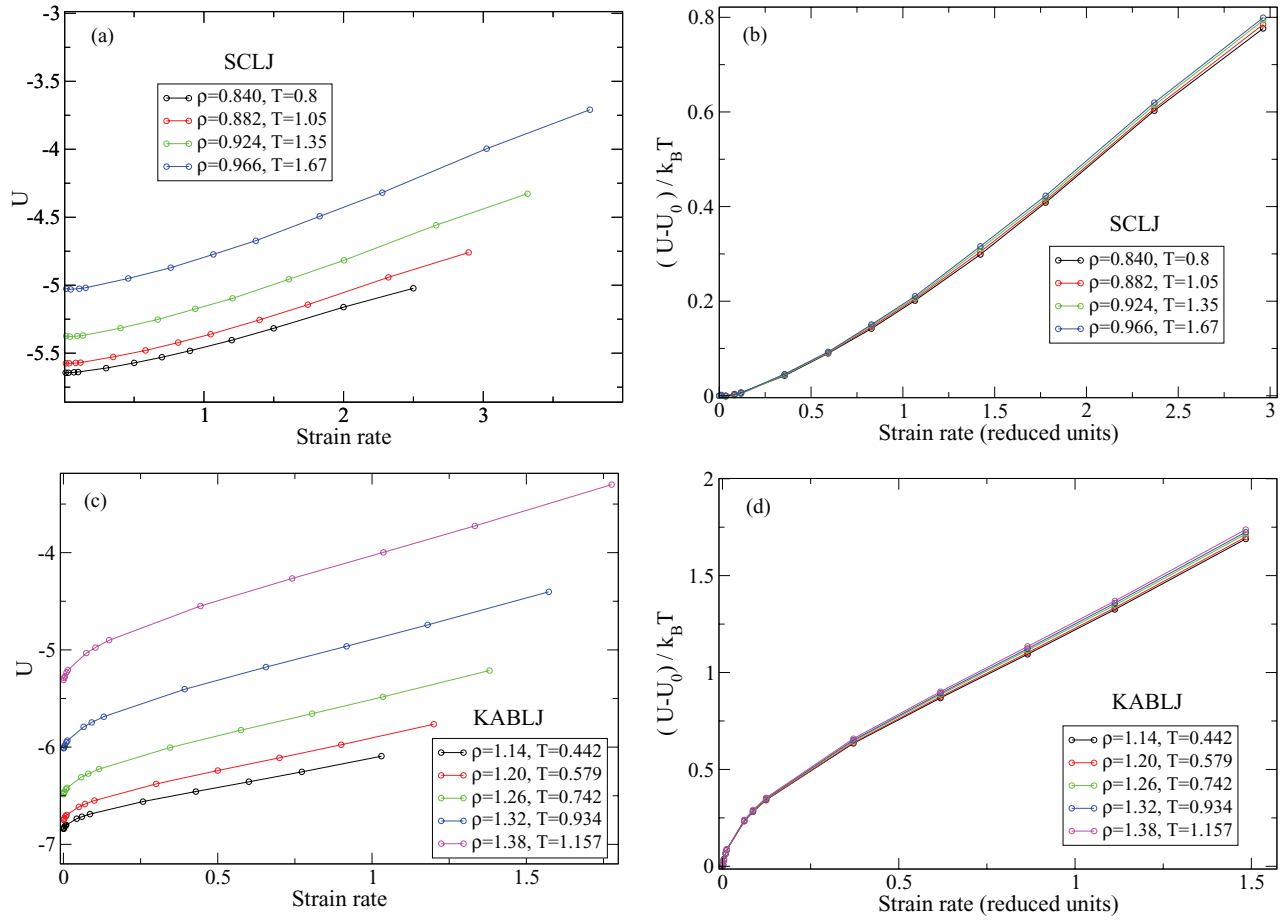 (a)
SCLJ
ρ=0.840, T=0.8
ρ=0.882, T=1.05
ρ=0.924, T=1.35
ρ=0.966, T=1.67
-3
-3.5
-4
-4.5
-5
-5.5
U
1
2
3
Strain rate
(b)
SCLJ
ρ=0.840, T=0.8
ρ=0.882, T=1.05
ρ=0.924, T=1.35
ρ=0.966, T=1.67
0.8
0.6
0.4
0.2
0
(U-U₀) / k_BT
0
0.5
1
1.5
2
2.5
3
Strain rate (reduced units)
(c)
KABLJ
ρ=1.14, T=0.442
ρ=1.20, T=0.579
ρ=1.26, T=0.742
ρ=1.32, T=0.934
ρ=1.38, T=1.157
-4
-5
-6
-7
U
0
0.5
1
1.5
Strain rate
(d)
KABLJ
ρ=1.14, T=0.442
ρ=1.20, T=0.579
ρ=1.26, T=0.742
ρ=1.32, T=0.934
ρ=1.38, T=1.157
2
1.5
1
0.5
0
(U-U₀) / k_BT
0
0.5
1
1.5
Strain rate (reduced units)